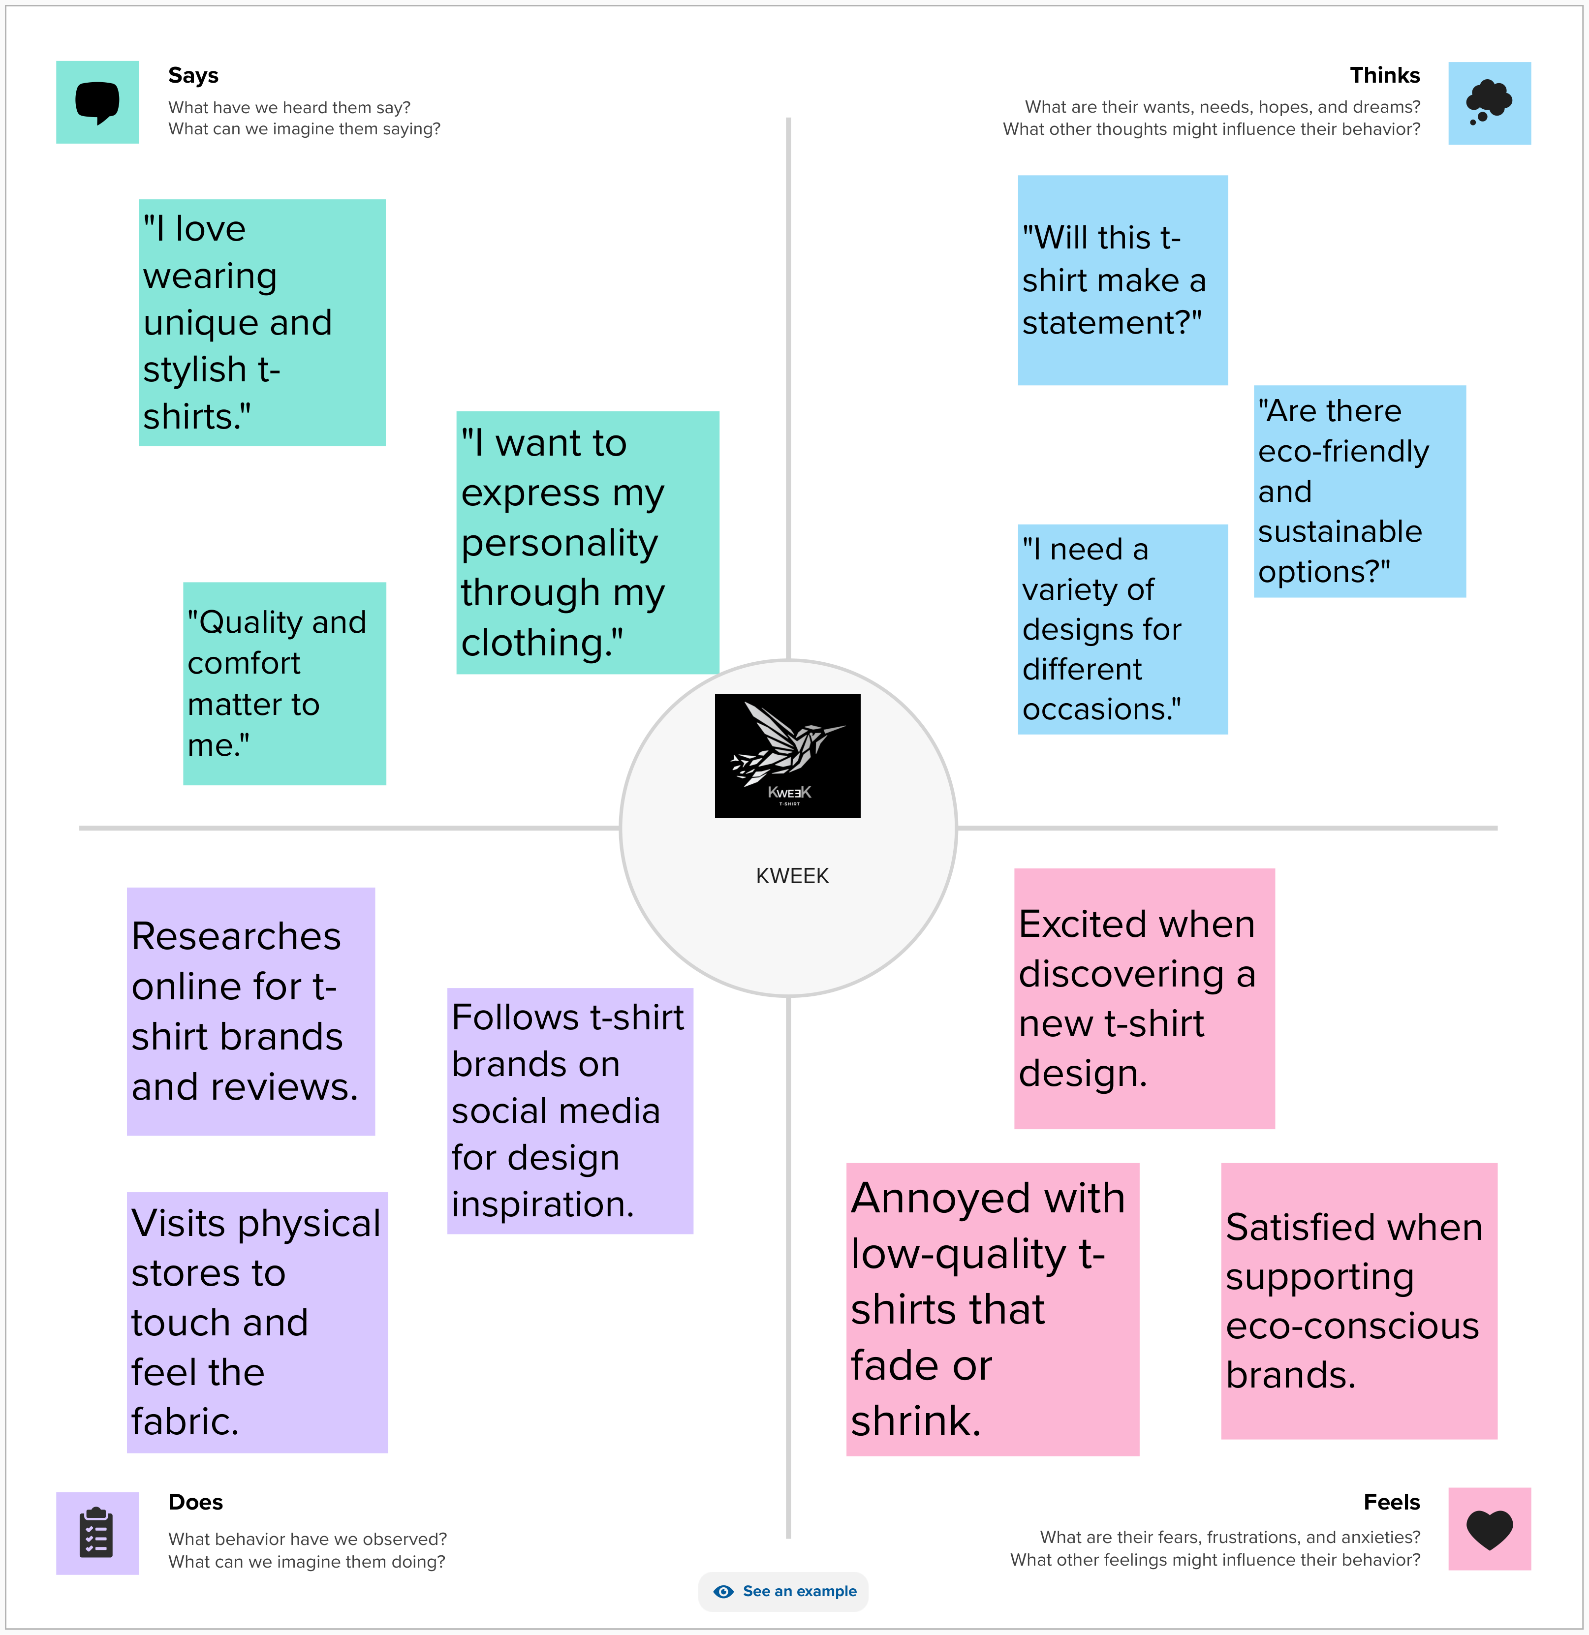 Says
What have we heard them say?
What can we imagine them saying?
Thinks
What are their wants, needs, hopes, and dreams?
What other thoughts might influence their behavior?
"I love
wearing
unique and
stylish t-
shirts."
"I want to
express my
personality
through my
clothing."
"Quality and
comfort
matter to
me."
"Will this t-
shirt make a
statement?"
"Are there
eco-friendly
and
sustainable
options?"
"I need a
variety of
designs for
different
occasions."
KWEEK
T-SHIRT
KWEEK
Researches
online for t-
shirt brands
and reviews.
Follows t-shirt
brands on
social media
for design
inspiration.
Visits physical
stores to
touch and
feel the
fabric.
Excited when
discovering a
new t-shirt
design.
Annoyed with
low-quality t-
shirts that
fade or
shrink.
Satisfied when
supporting
eco-conscious
brands.
Does
What behavior have we observed?
What can we imagine them doing?
Feels
What are their fears, frustrations, and anxieties?
What other feelings might influence their behavior?
See an example